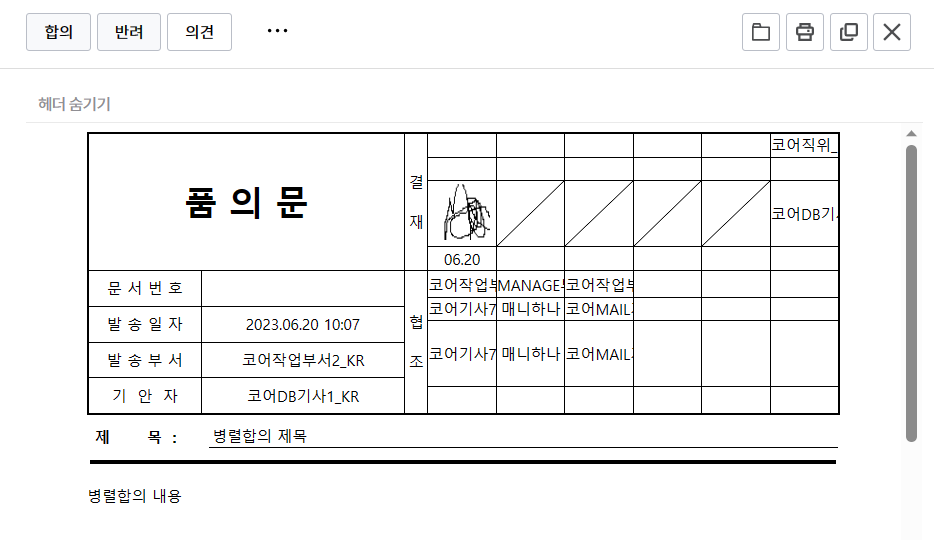 합의 반려 의견 ...
헤더 숨기기
품 의 문
결 재
코어직위_
코어DB기
06.20
문 서 번 호
발 송 일 자 2023.06.20 10:07
발 송 부 서 코어작업부서2_KR
기 안 자 코어DB기사1_KR
협 조
코어작업부 MANAGE 코어작업부
코어기사7 매니하나 코어MAIL
코어기사7 매니하나 코어MAIL
제 목 : 병렬합의 제목
병렬합의 내용